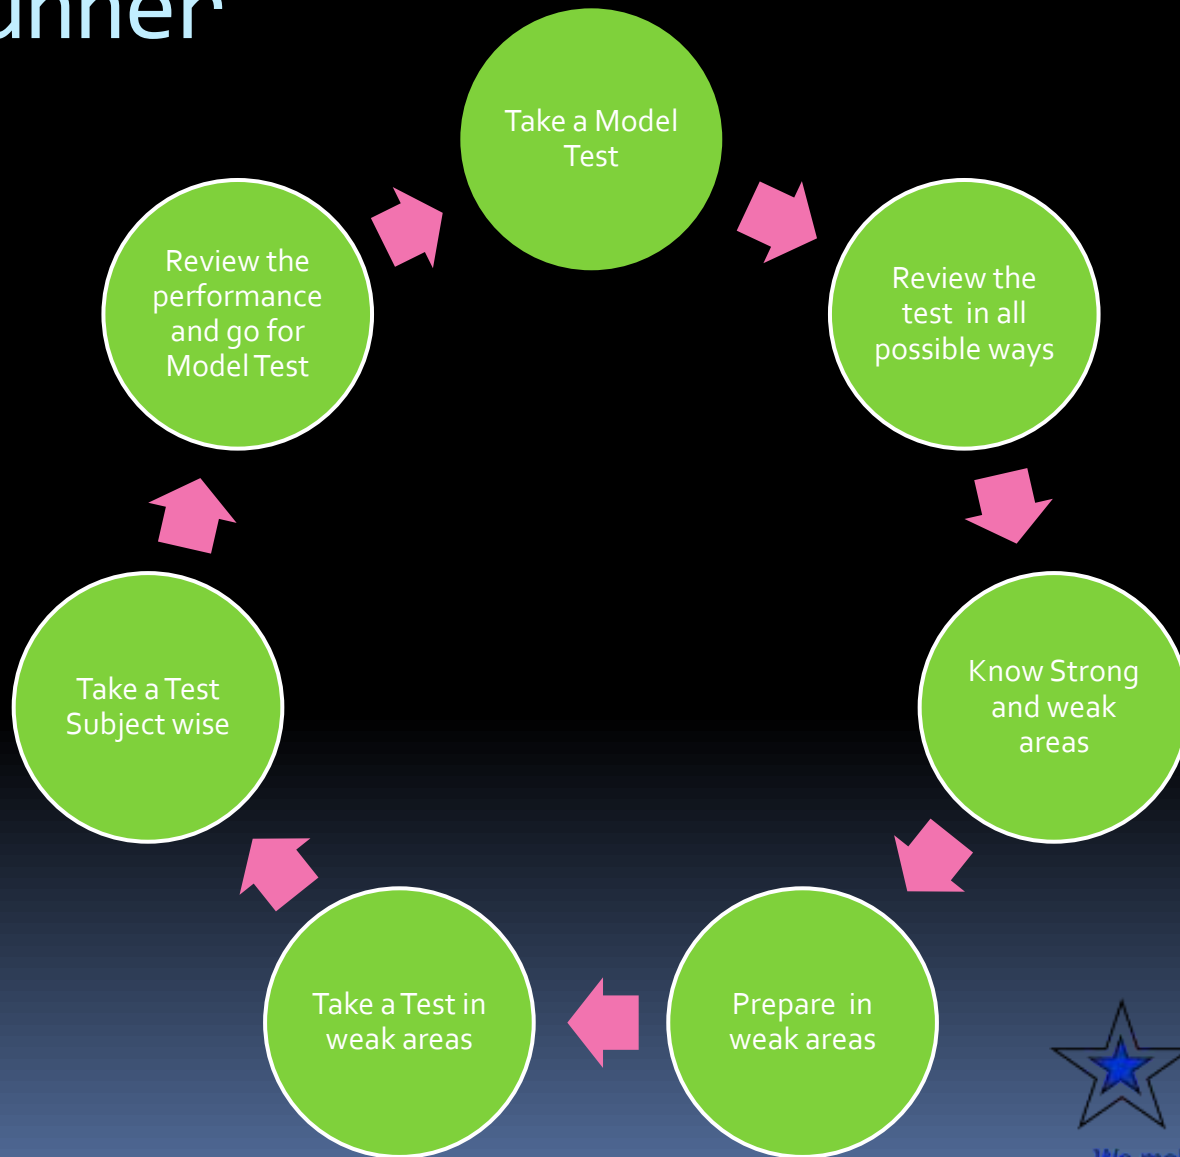 unner
Take a Model
Test
Review the
test in all
possible ways
Know Strong
and weak
areas
Prepare in
weak areas
Take a Test in
weak areas
Take a Test
Subject wise
Review the
performance
and go for
Model Test